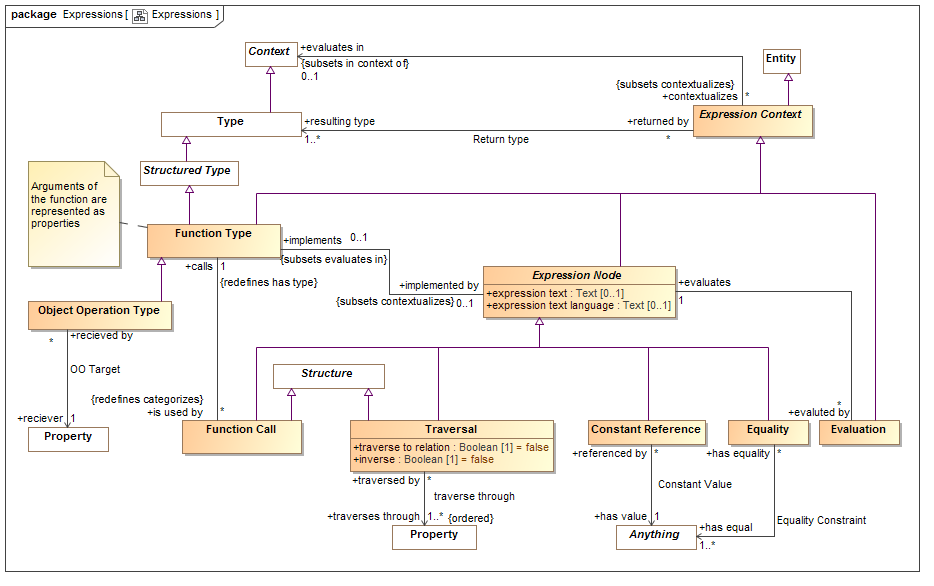 package Expressions [ Expressions ]
Context
+evaluates in
{subsets in context of}
0..1
Entity
{subsets contextualizes}
+contextualizes *
Expression Context
Type
+resulting type
1..*
Return type
+returned by
*
Structured Type
Arguments of
the function are
represented as
properties
Function Type
+implements 0..1
{subsets evaluates in}
+calls 1
{redefines has type}
+implemented by
{subsets contextualizes} 0..1
Expression Node
+expression text : Text [0..1]
+expression text language : Text [0..1]
+evaluates
1
Object Operation Type
+recieved by
*
OO Target
+reciever 1
Property
Structure
{redefines categorizes}
+is used by *
*
+evaluted by
Function Call
Traversal
+traverse to relation : Boolean [1] = false
+inverse : Boolean [1] = false
Constant Reference
Equality
Evaluation
+traversed by *
traverse through
+traverses through 1..* {ordered}
Property
+referenced by *
Constant Value
+has value 1
Anything
+has equality *
Equality Constraint
+has equal
1..*